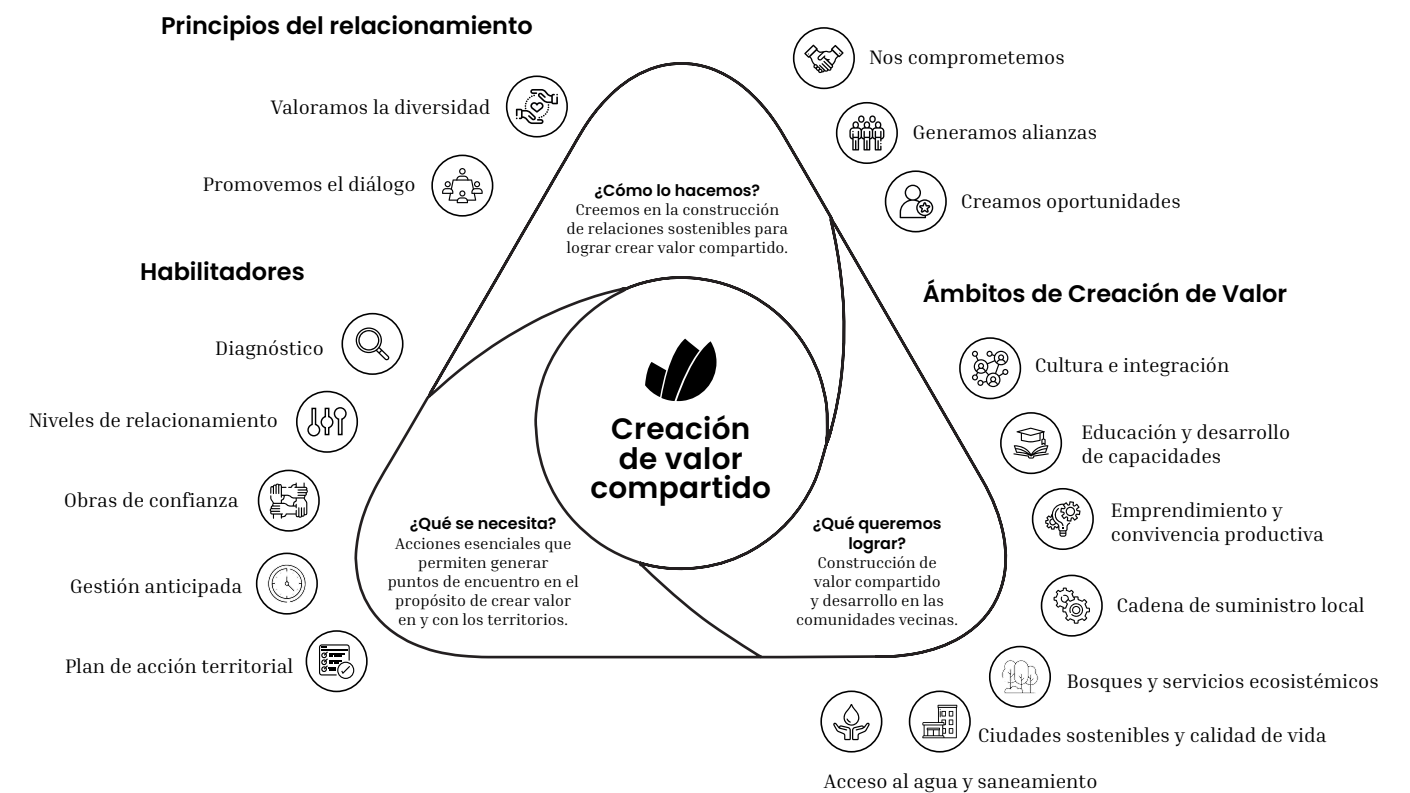 Principios del relacionamiento
Valoramos la diversidad
Promovemos el diálogo
Nos comprometemos
Generamos alianzas
Creamos oportunidades
¿Cómo lo hacemos?
Creemos en la construcción
de relaciones sostenibles para
lograr crear valor compartido.
Habilitadores
Diagnóstico
Niveles de relacionamiento
Obras de confianza
Gestión anticipada
Plan de acción territorial
Creación
de valor
compartido
¿Qué se necesita?
Acciones esenciales que
permiten generar
puntos de encuentro en el
propósito de crear valor
en y con los territorios.
¿Qué queremos
lograr?
Construcción de
valor compartido
y desarrollo en las
comunidades vecinas.
Ámbitos de Creación de Valor
Cultura e integración
Educación y desarrollo
de capacidades
Emprendimiento y
convivencia productiva
Cadena de suministro local
Bosques y servicios ecosistémicos
Ciudades sostenibles y calidad de vida
Acceso al agua y saneamiento